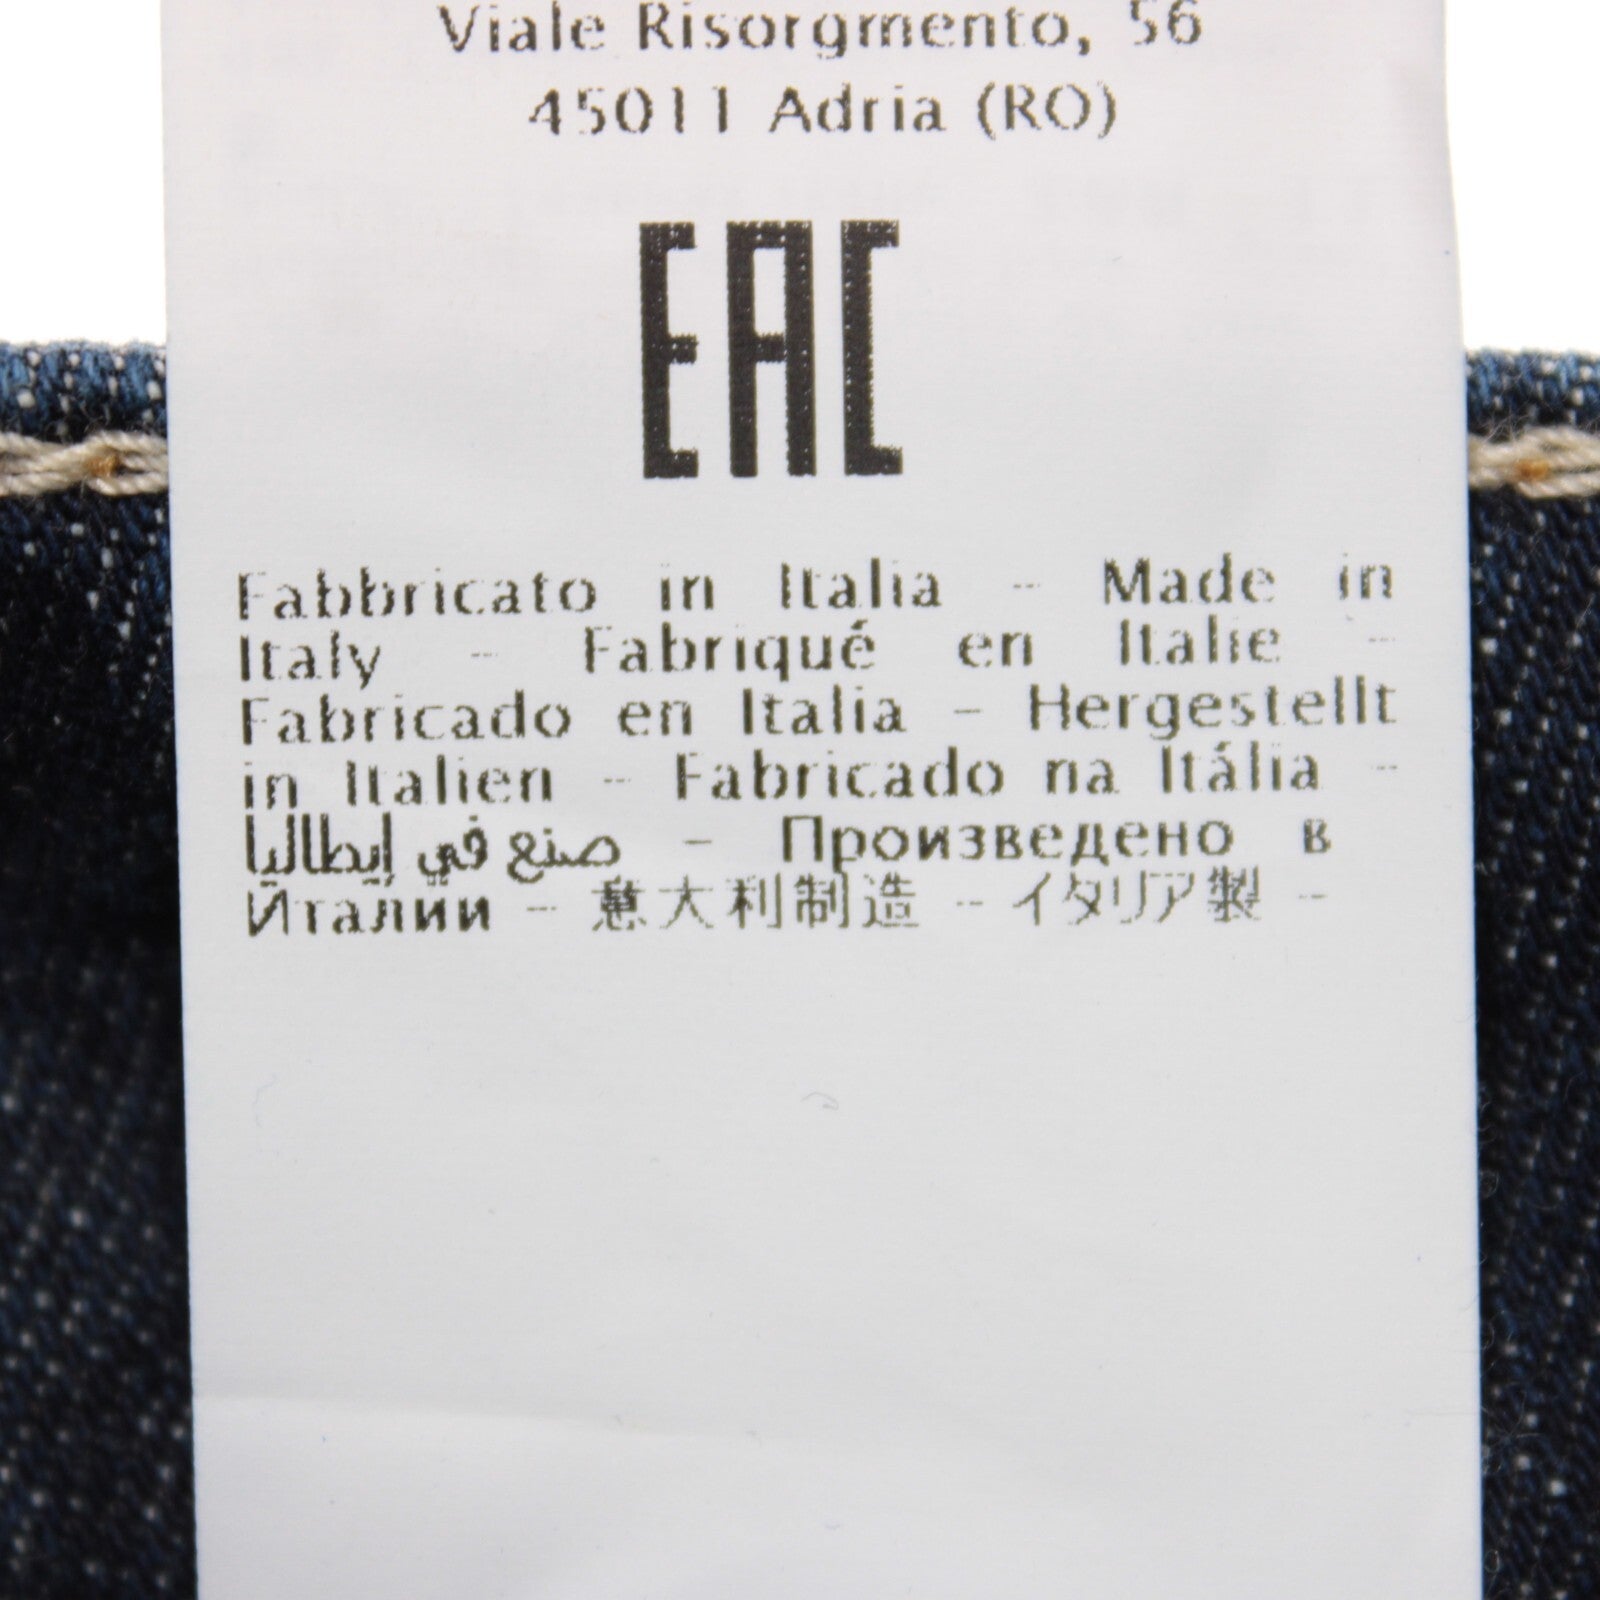 Viale Risorgmento, 56
45011 Adria (RO)
EAC
Fabbricato in Italia - Made in
Italy - Fabriqué en Italie -
Fabricado en Italia - Hergestellt
in Italien - Fabricado na Itália -
صنع في إيطاليا - Произведено в
Италии - 意大利制造 - イタリア製 -